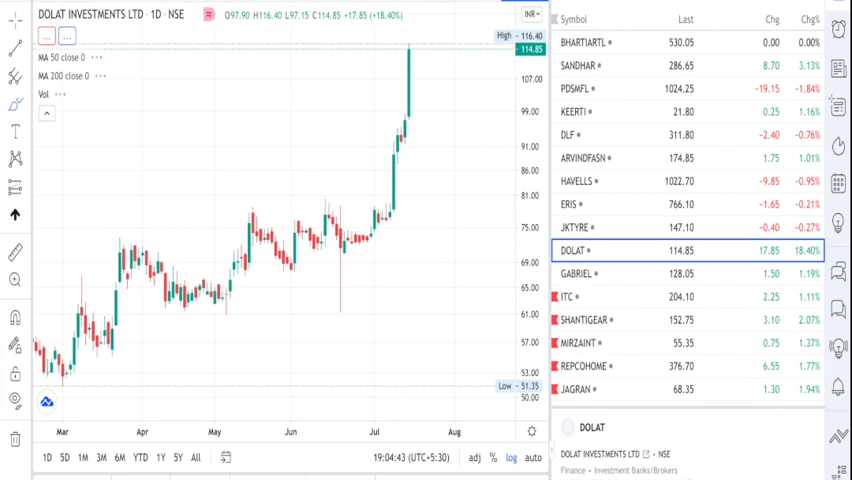 DOLAT INVESTMENTS LTD · 1D · NSE O97.90 H116.40 L97.15 C114.85 +17.85 (+18.40%) INR
MA 50 close 0
MA 200 close 0
Vol
High 116.40
114.85
107.00
99.00
91.00
86.00
81.00
75.00
69.00
65.00
61.00
57.00
53.00
Low 51.35
50.00
Mar Apr May Jun Jul Aug
1D 5D 1M 3M 6M YTD 1Y 5Y All 19:04:43 (UTC+5:30) adj % log auto
Symbol Last Chg Chg%
BHARTIARTL 530.05 0.00 0.00%
SANDHAR 286.65 8.70 3.13%
PDSMFL 1024.25 −19.15 −1.84%
KEERTI 21.80 0.25 1.16%
DLF 311.80 −2.40 −0.76%
ARVINDFASN 174.85 1.75 1.01%
HAVELLS 1022.70 −9.85 −0.95%
ERIS 766.10 −1.65 −0.21%
JKTYRE 147.10 −0.40 −0.27%
DOLAT 114.85 17.85 18.40%
GABRIEL 128.05 1.50 1.19%
ITC 204.10 2.25 1.11%
SHANTIGEAR 152.75 3.10 2.07%
MIRZAINT 55.35 0.75 1.37%
REPCOHOME 376.70 6.55 1.77%
JAGRAN 68.35 1.30 1.94%
D DOLAT
DOLAT INVESTMENTS LTD • NSE
Finance • Investment Banks/Brokers